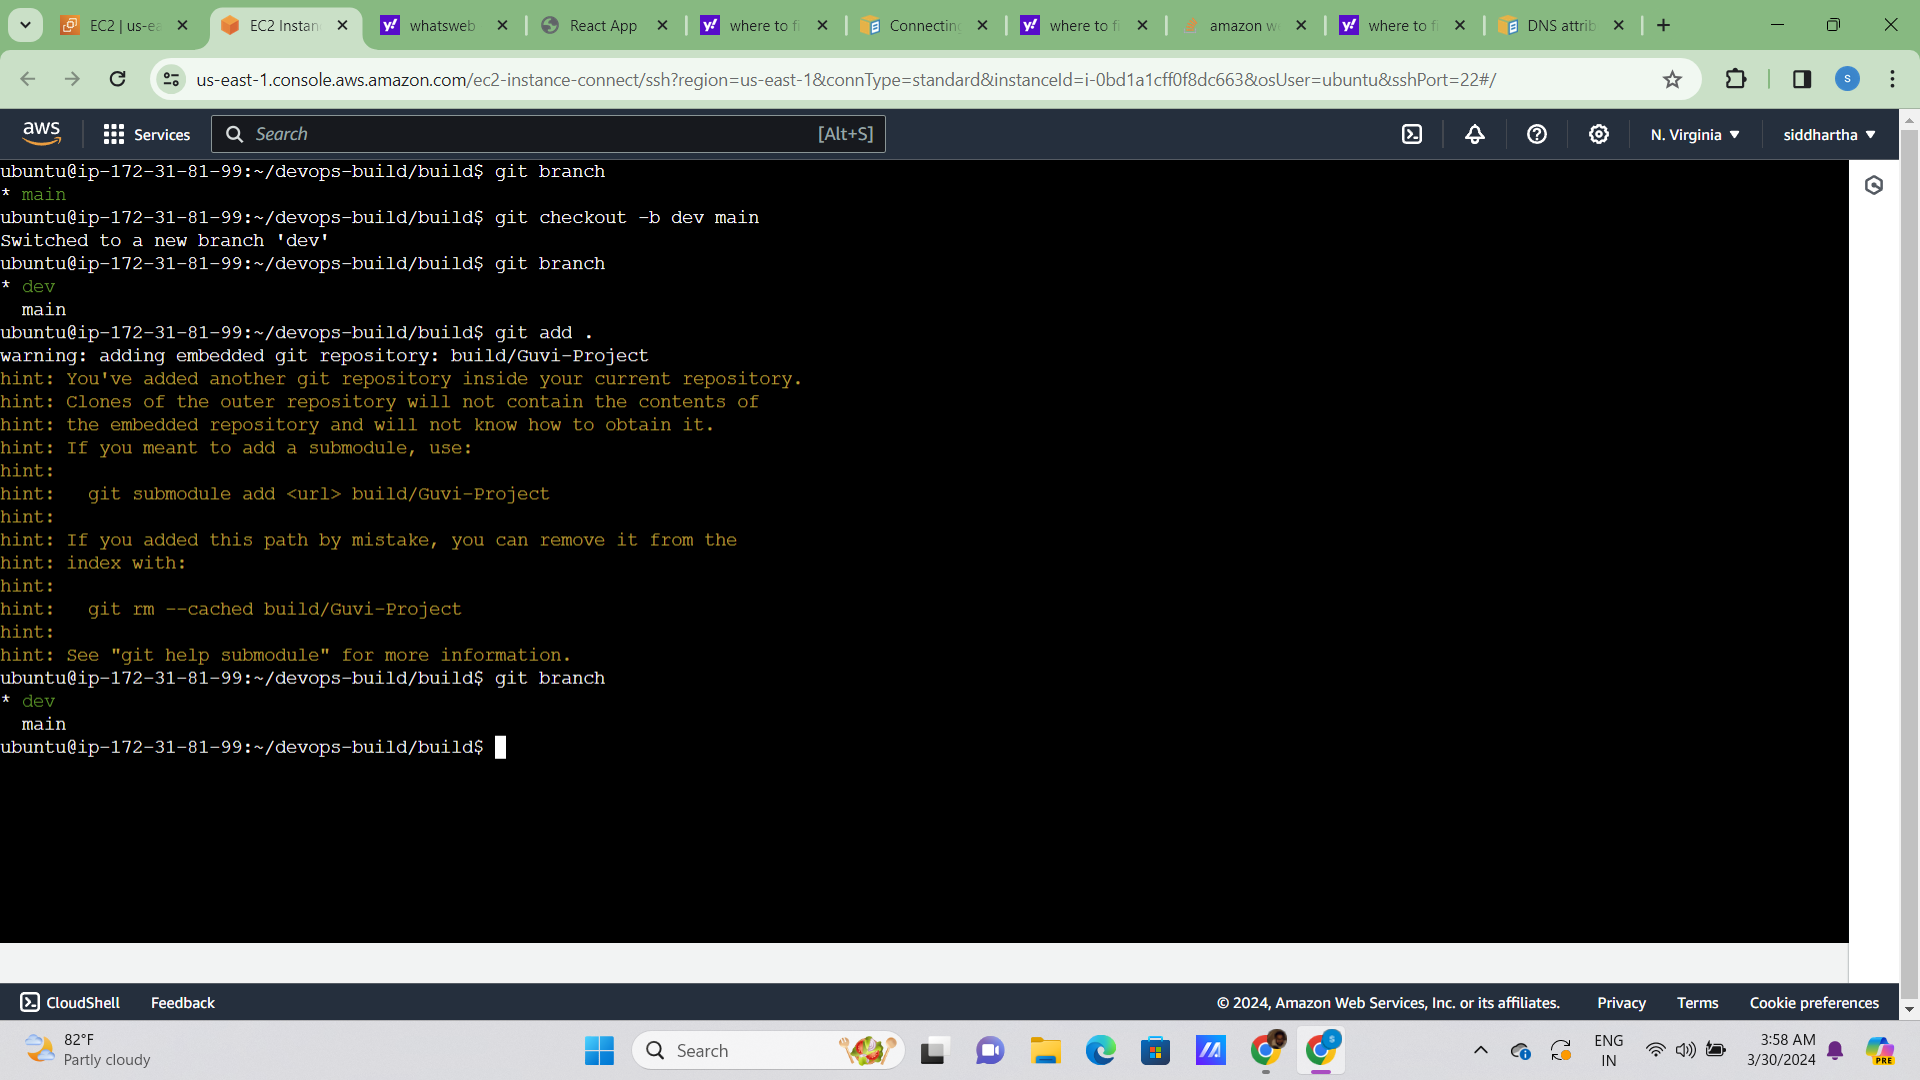 EC2 | us-ea
EC2 Instan
whatsweb
React App
where to fi
Connecting
where to fi
amazon we
where to fi
DNS attrib
us-east-1.console.aws.amazon.com/ec2-instance-connect/ssh?region=us-east-1&connType=standard&instanceId=i-0bd1a1cff0f8dc663&osUser=ubuntu&sshPort=22#/
s
aws
Services
Search
[Alt+S]
N. Virginia
siddhartha
ubuntu@ip-172-31-81-99:~/devops-build/build$ git branch
* main
ubuntu@ip-172-31-81-99:~/devops-build/build$ git checkout -b dev main
Switched to a new branch 'dev'
ubuntu@ip-172-31-81-99:~/devops-build/build$ git branch
* dev
  main
ubuntu@ip-172-31-81-99:~/devops-build/build$ git add .
warning: adding embedded git repository: build/Guvi-Project
hint: You've added another git repository inside your current repository.
hint: Clones of the outer repository will not contain the contents of
hint: the embedded repository and will not know how to obtain it.
hint: If you meant to add a submodule, use:
hint:
hint:   git submodule add <url> build/Guvi-Project
hint:
hint: If you added this path by mistake, you can remove it from the
hint: index with:
hint:
hint:   git rm --cached build/Guvi-Project
hint:
hint: See "git help submodule" for more information.
ubuntu@ip-172-31-81-99:~/devops-build/build$ git branch
* dev
  main
ubuntu@ip-172-31-81-99:~/devops-build/build$
CloudShell
Feedback
© 2024, Amazon Web Services, Inc. or its affiliates.
Privacy
Terms
Cookie preferences
82°F
Partly cloudy
Search
s
ENG
IN
3:58 AM
3/30/2024
PRE